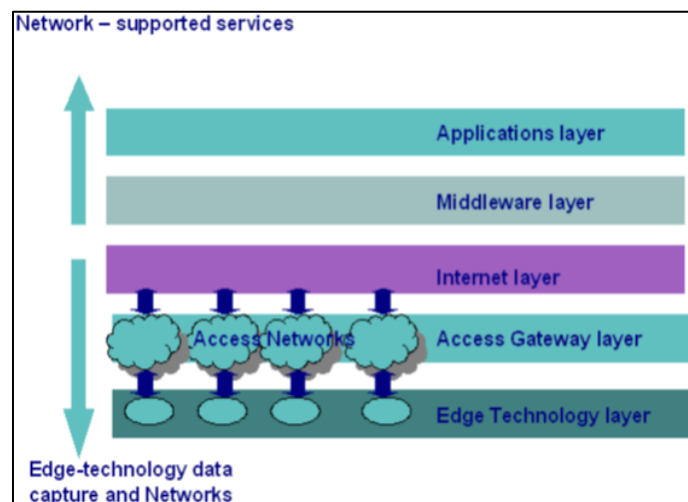 Network – supported services
Applications layer
Middleware layer
Internet layer
Access Networks
Access Gateway layer
Edge Technology layer
Edge-technology data
capture and Networks